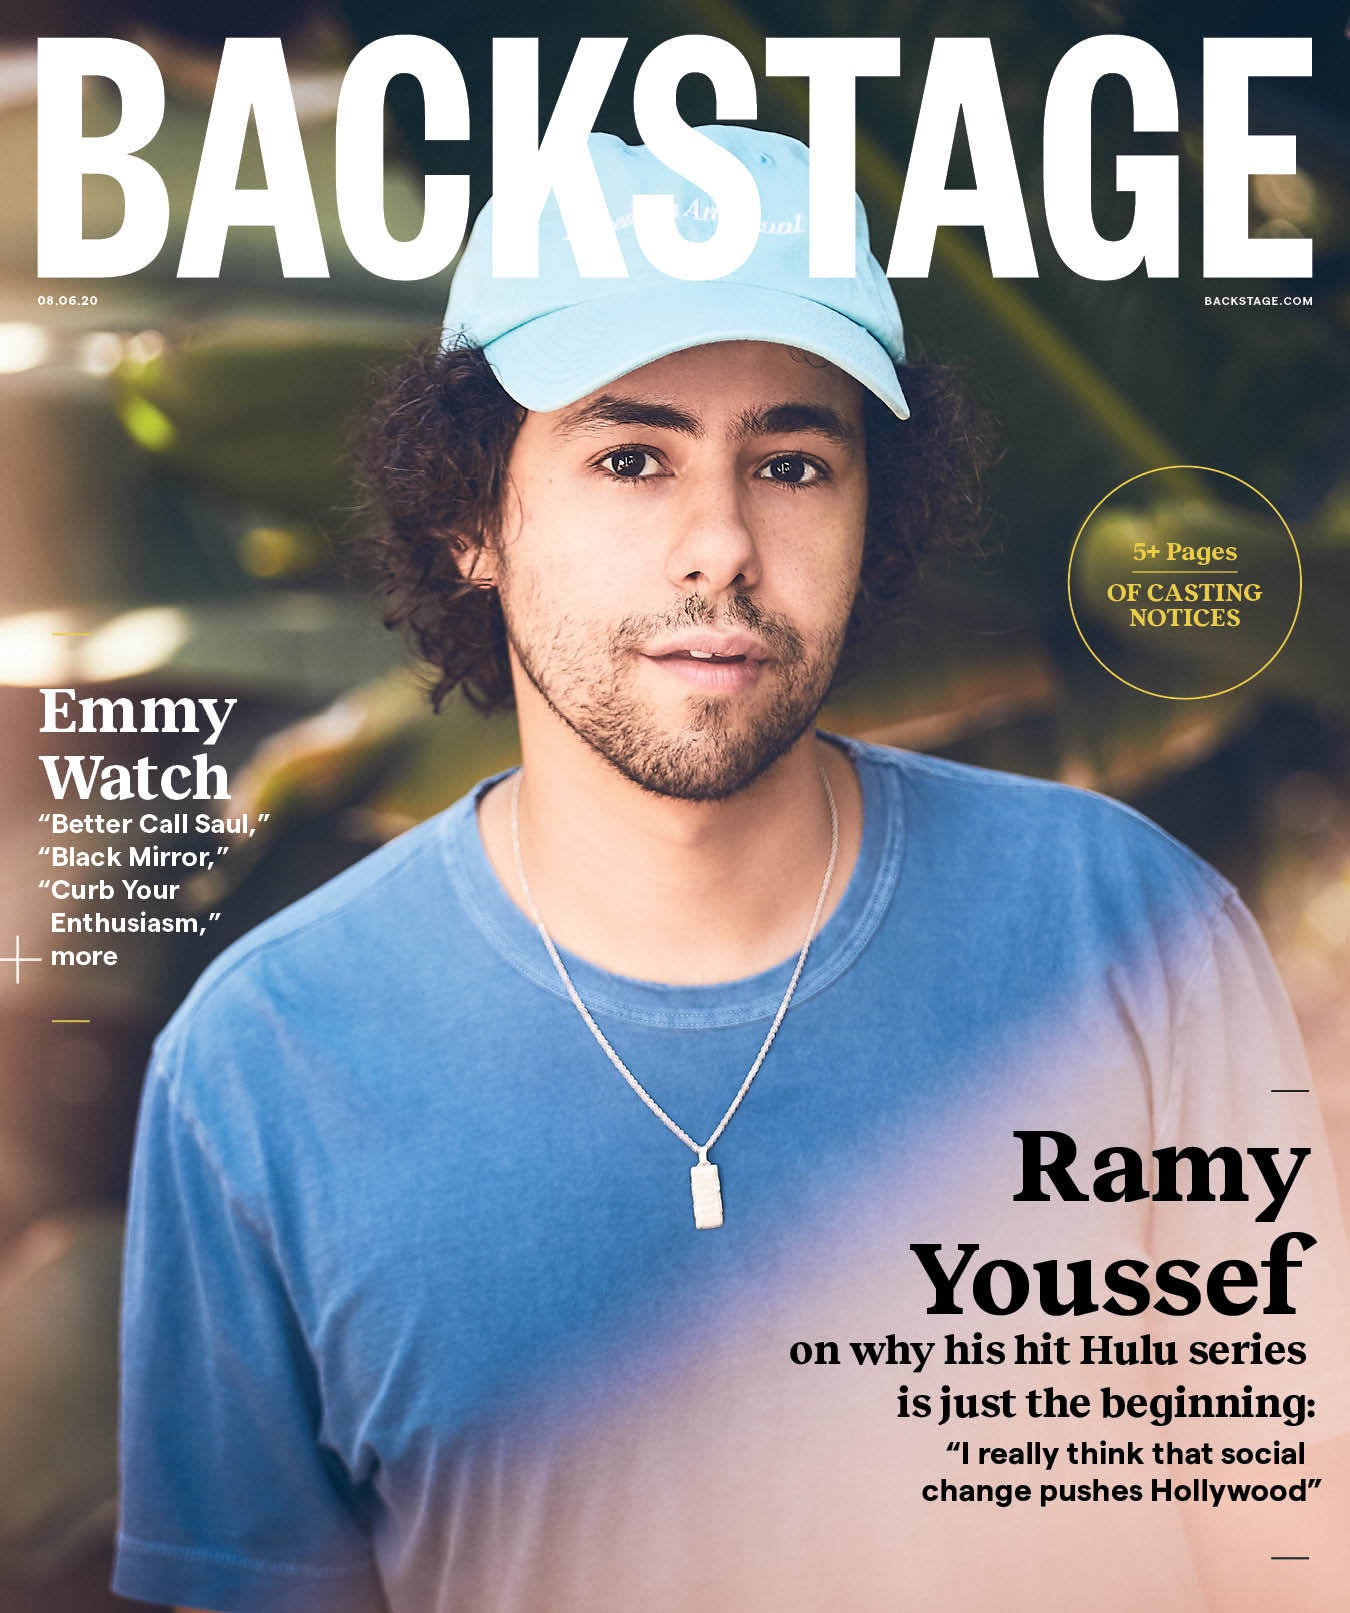 BACKSTAGE
08.06.20
BACKSTAGE.COM
5+ Pages
OF CASTING
NOTICES
Emmy
Watch
“Better Call Saul,”
“Black Mirror,”
“Curb Your
Enthusiasm,”
more
Ramy
Youssef
on why his hit Hulu series
is just the beginning:
“I really think that social
change pushes Hollywood”